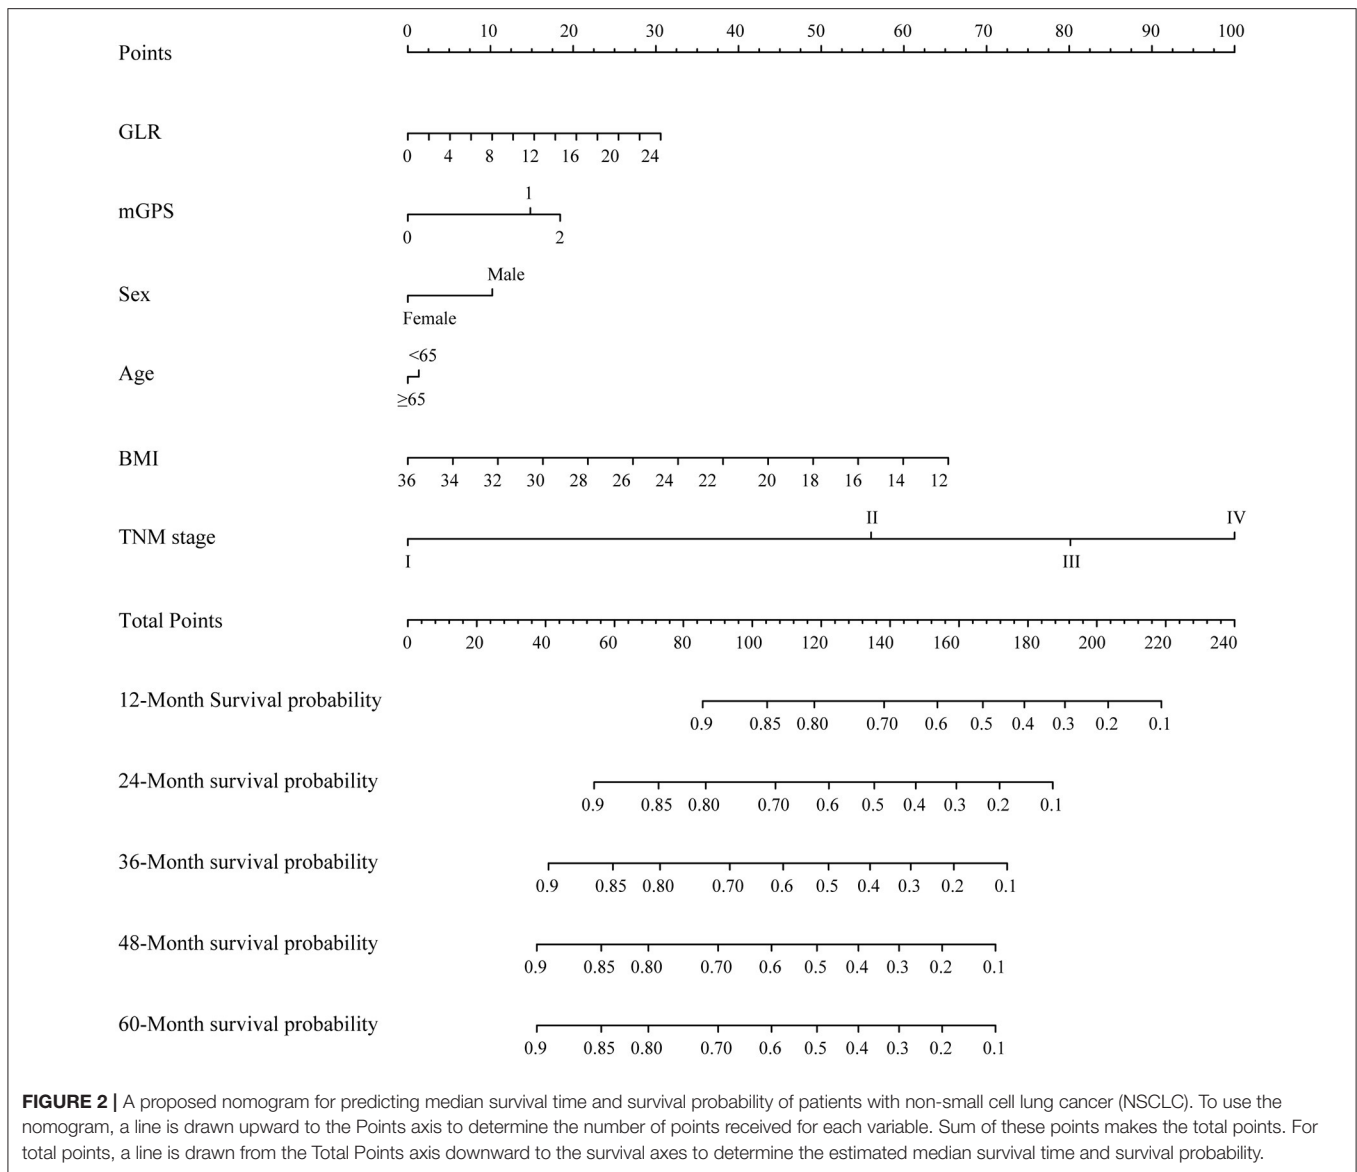 0 10 20 30 40 50 60 70 80 90 100
Points
GLR
0 4 8 12 16 20 24
1
mGPS
0 2
Male
Sex
Female
<65
Age
≥65
BMI
36 34 32 30 28 26 24 22 20 18 16 14 12
II IV
TNM stage
I III
Total Points
0 20 40 60 80 100 120 140 160 180 200 220 240
12-Month Survival probability
0.9 0.85 0.80 0.70 0.6 0.5 0.4 0.3 0.2 0.1
24-Month survival probability
0.9 0.85 0.80 0.70 0.6 0.5 0.4 0.3 0.2 0.1
36-Month survival probability
0.9 0.85 0.80 0.70 0.6 0.5 0.4 0.3 0.2 0.1
48-Month survival probability
0.9 0.85 0.80 0.70 0.6 0.5 0.4 0.3 0.2 0.1
60-Month survival probability
0.9 0.85 0.80 0.70 0.6 0.5 0.4 0.3 0.2 0.1
FIGURE 2 | A proposed nomogram for predicting median survival time and survival probability of patients with non-small cell lung cancer (NSCLC). To use the
nomogram, a line is drawn upward to the Points axis to determine the number of points received for each variable. Sum of these points makes the total points. For
total points, a line is drawn from the Total Points axis downward to the survival axes to determine the estimated median survival time and survival probability.